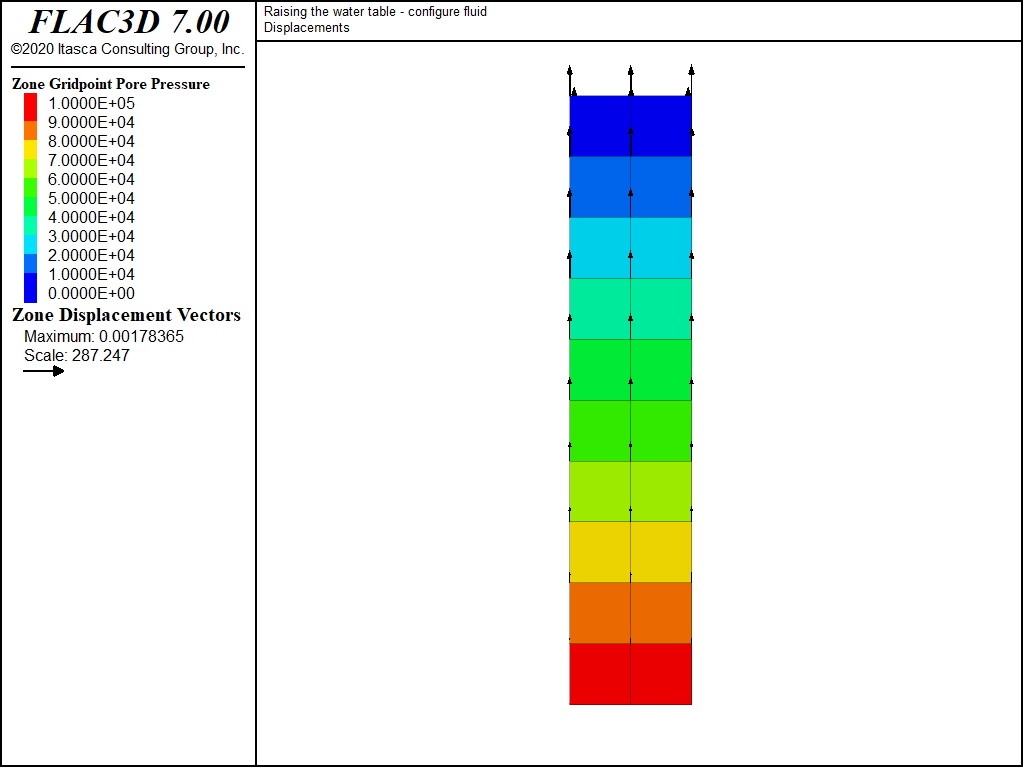 FLAC3D 7.00
©2020 Itasca Consulting Group, Inc.
Zone Gridpoint Pore Pressure
1.0000E+05
9.0000E+04
8.0000E+04
7.0000E+04
6.0000E+04
5.0000E+04
4.0000E+04
3.0000E+04
2.0000E+04
1.0000E+04
0.0000E+00
Zone Displacement Vectors
Maximum: 0.00178365
Scale: 287.247
Raising the water table - configure fluid
Displacements